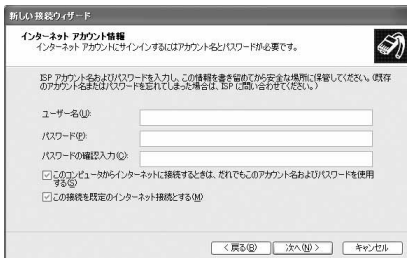 新しい接続ウィザード
インターネット アカウント情報
インターネット アカウントにサインインするにはアカウント名とパスワードが必要です。
ISP アカウント名およびパスワードを入力し、この情報を書き留めてから安全な場所に保管してください。(既存
のアカウント名またはパスワードを忘れてしまった場合は、ISP に問い合わせてください。)
ユーザー名(U):
パスワード(P):
パスワードの確認入力(C):
このコンピュータからインターネットに接続するときは、だれでもこのアカウント名およびパスワードを使用
する(S)
この接続を既定のインターネット接続とする(M)
< 戻る(B) 次へ(N) > キャンセル